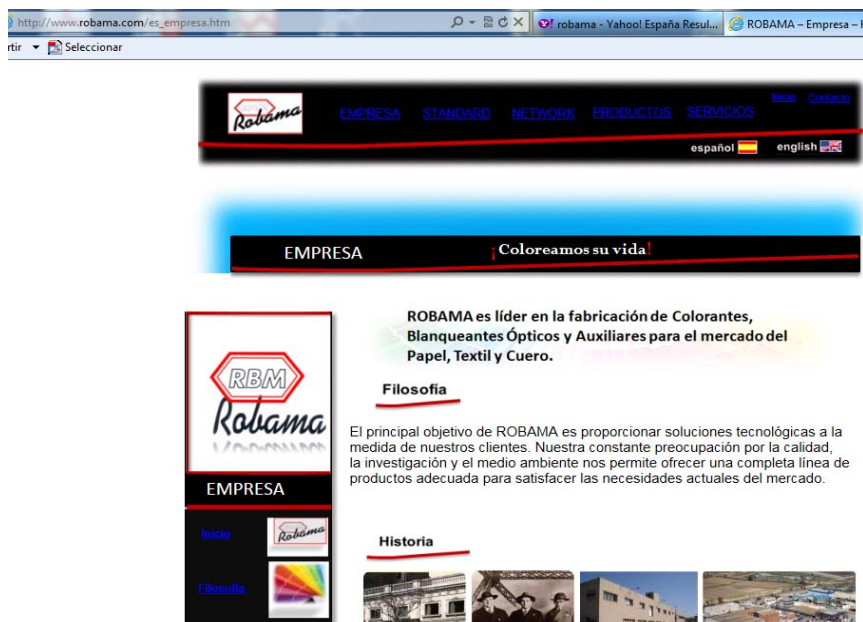 http://www.robama.com/es_empresa.htm
robama - Yahoo! España Resul...
ROBAMA – Empresa –
rtir
Seleccionar
Robama
EMPRESA STANDARD NETWORK PRODUCTOS SERVICIOS
Inicio Contacto
español english
EMPRESA
¡Coloreamos su vida!
ROBAMA es líder en la fabricación de Colorantes,
Blanqueantes Ópticos y Auxiliares para el mercado del
Papel, Textil y Cuero.
RBM
Robama
Filosofía
El principal objetivo de ROBAMA es proporcionar soluciones tecnológicas a la
medida de nuestros clientes. Nuestra constante preocupación por la calidad,
la investigación y el medio ambiente nos permite ofrecer una completa línea de
productos adecuada para satisfacer las necesidades actuales del mercado.
EMPRESA
Inicio
Robama
Filosofía
Historia